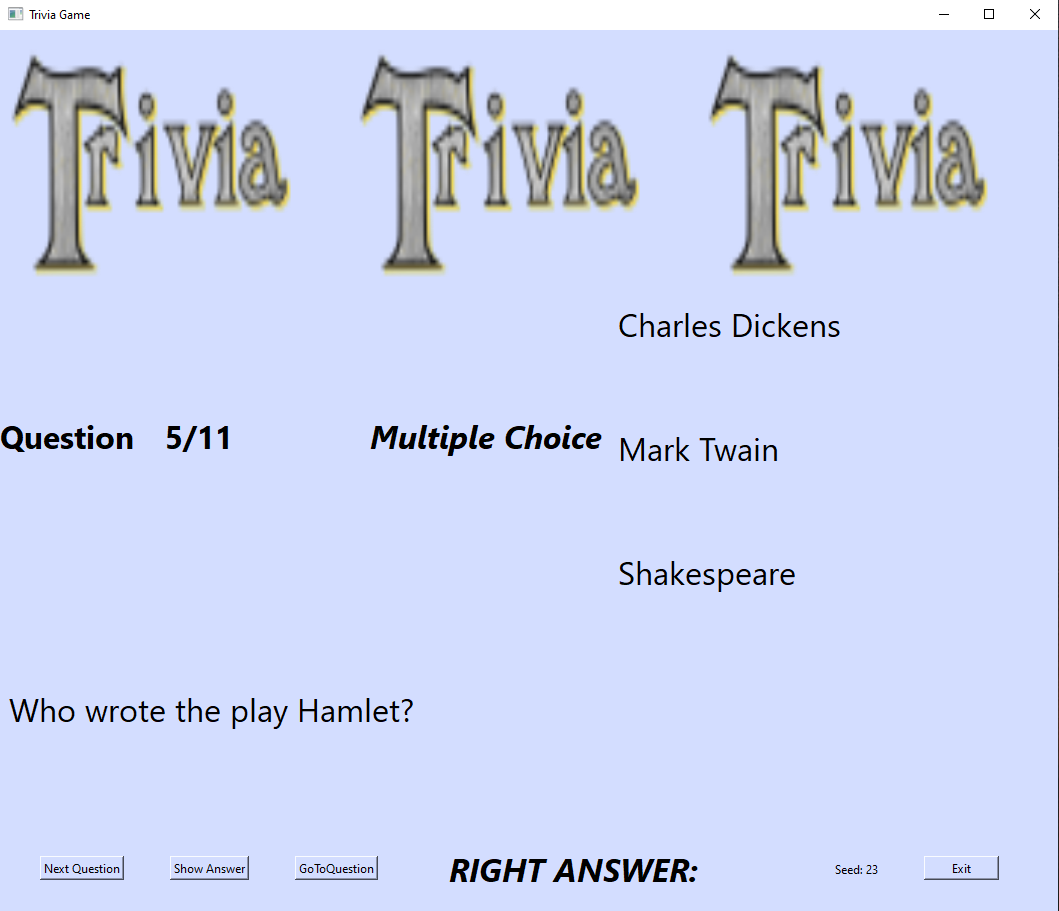 Trivia Game
Trivia Trivia Trivia
Charles Dickens
Question 5/11 Multiple Choice
Mark Twain
Shakespeare
Who wrote the play Hamlet?
Next Question Show Answer GoToQuestion RIGHT ANSWER: Seed: 23 Exit